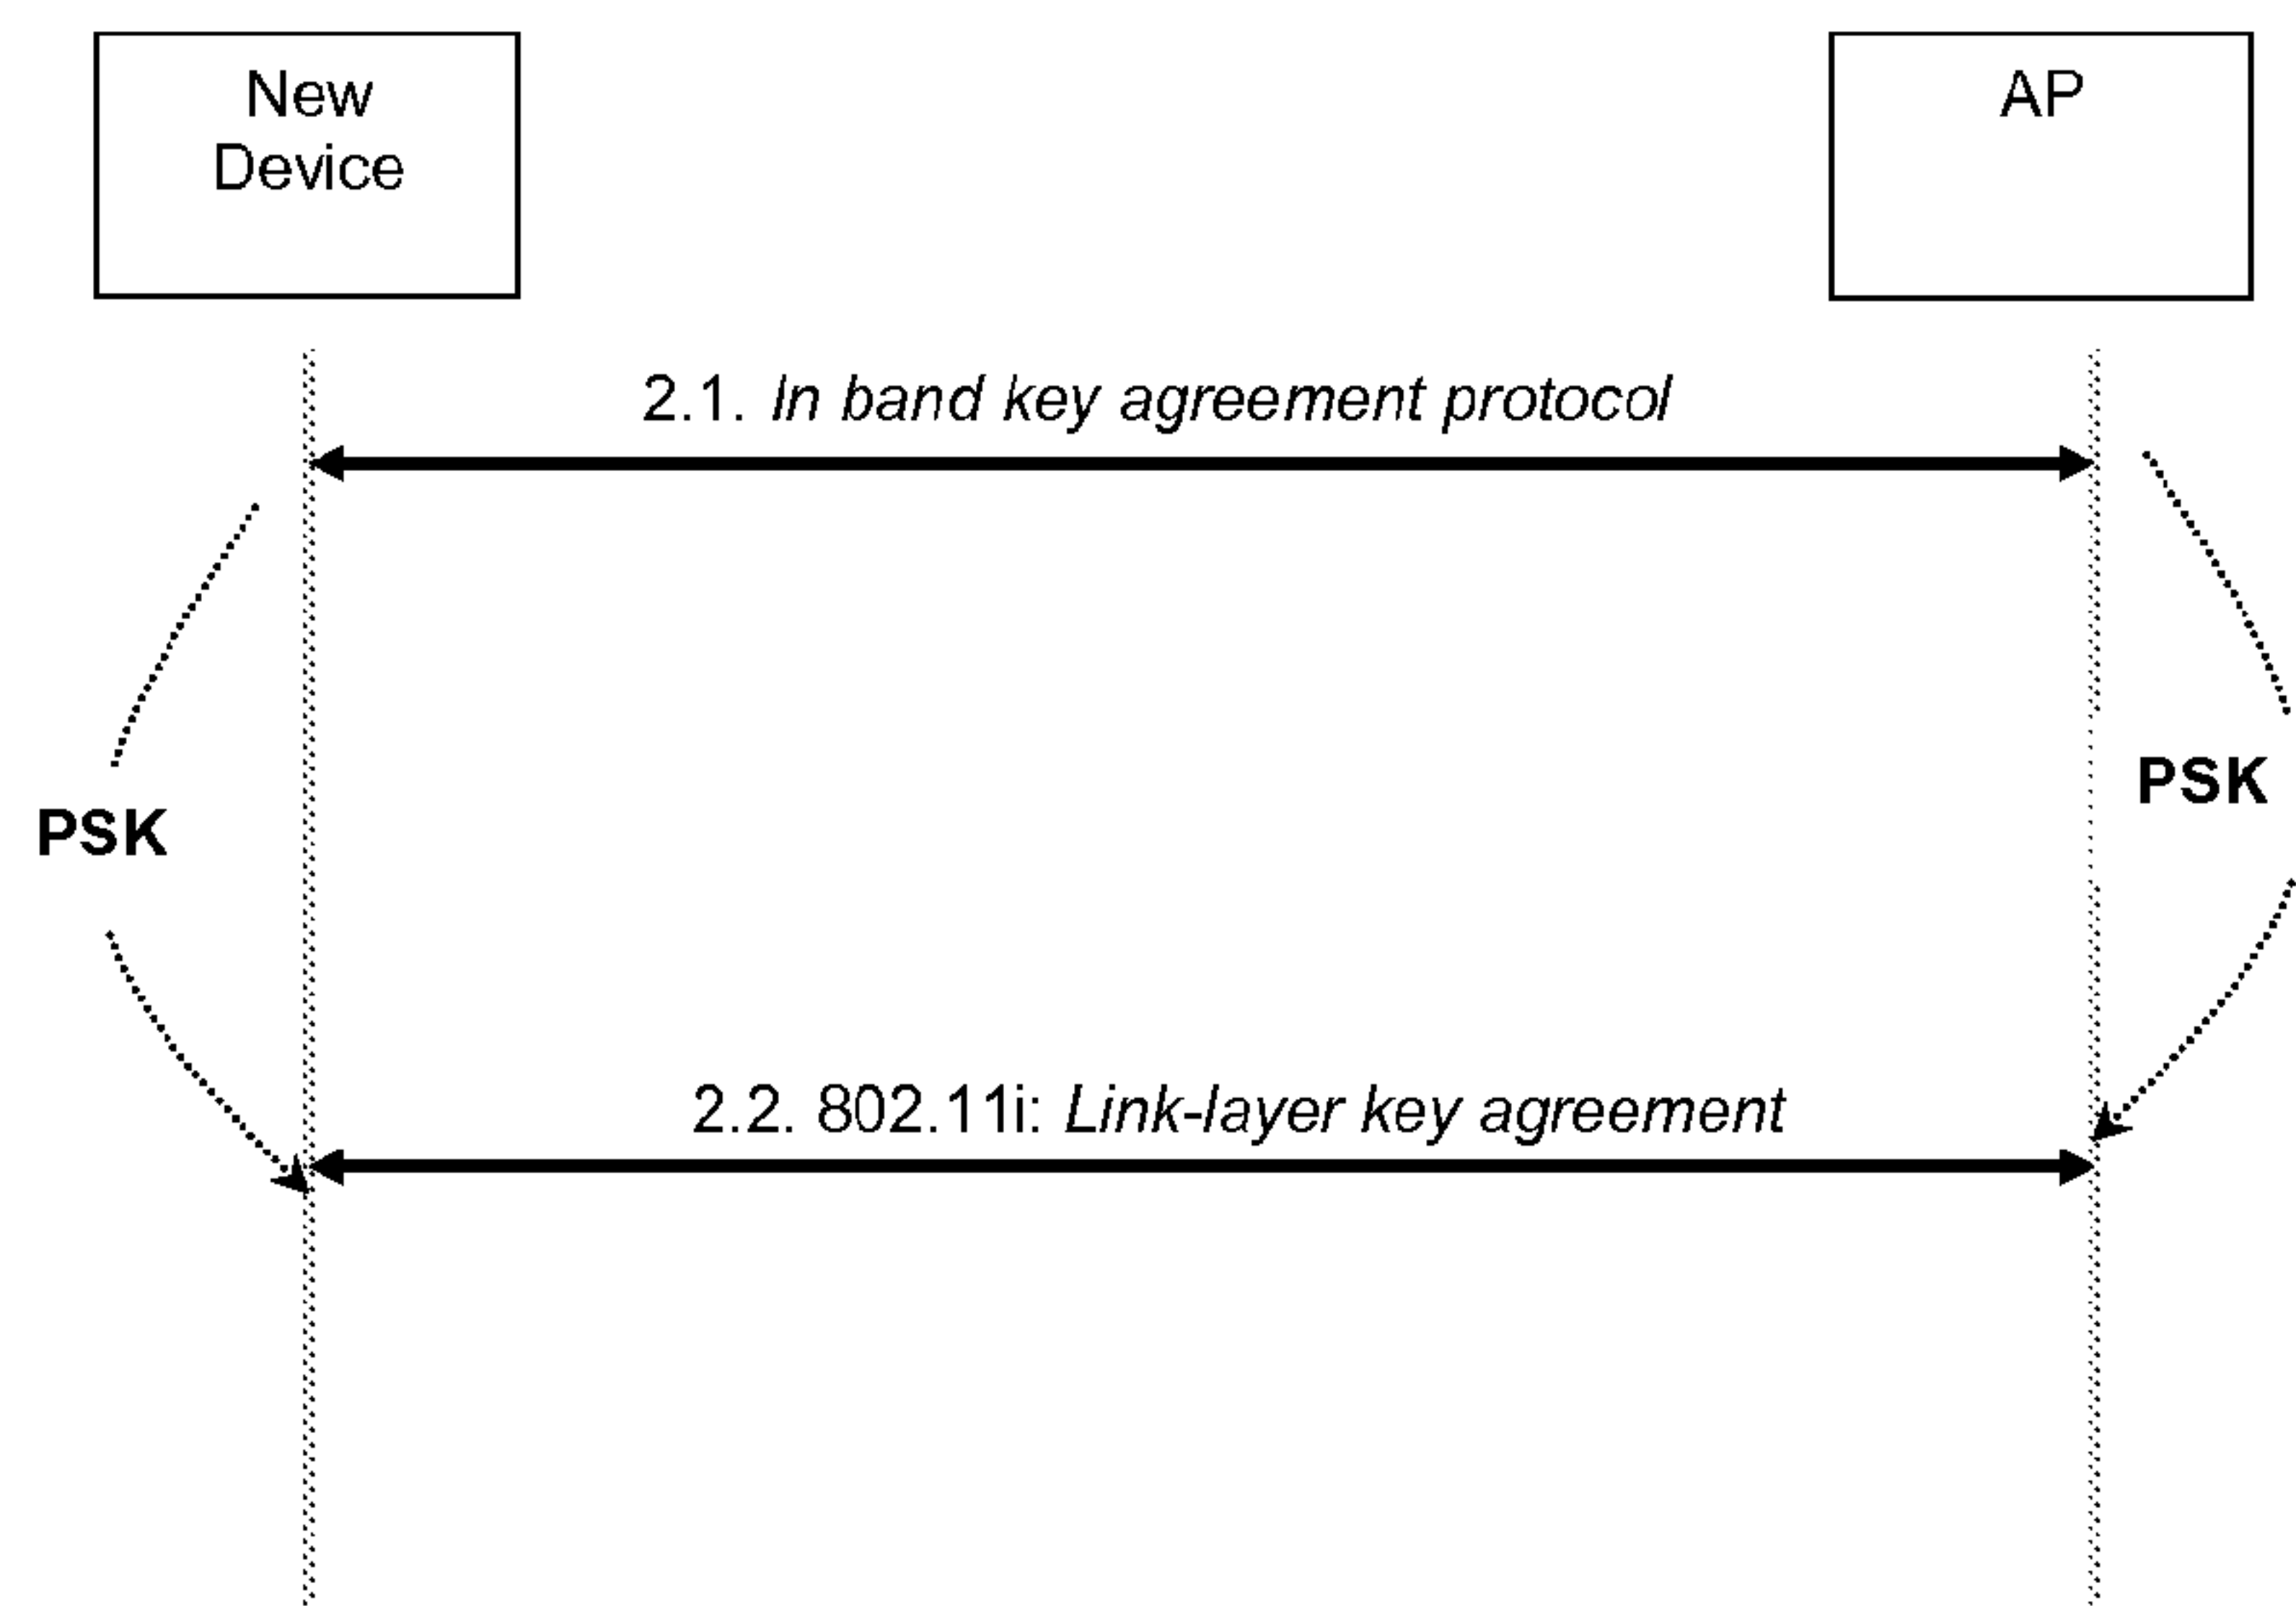 New
Device
AP
2.1. In band key agreement protocol
PSK
PSK
2.2. 802.11i: Link-layer key agreement